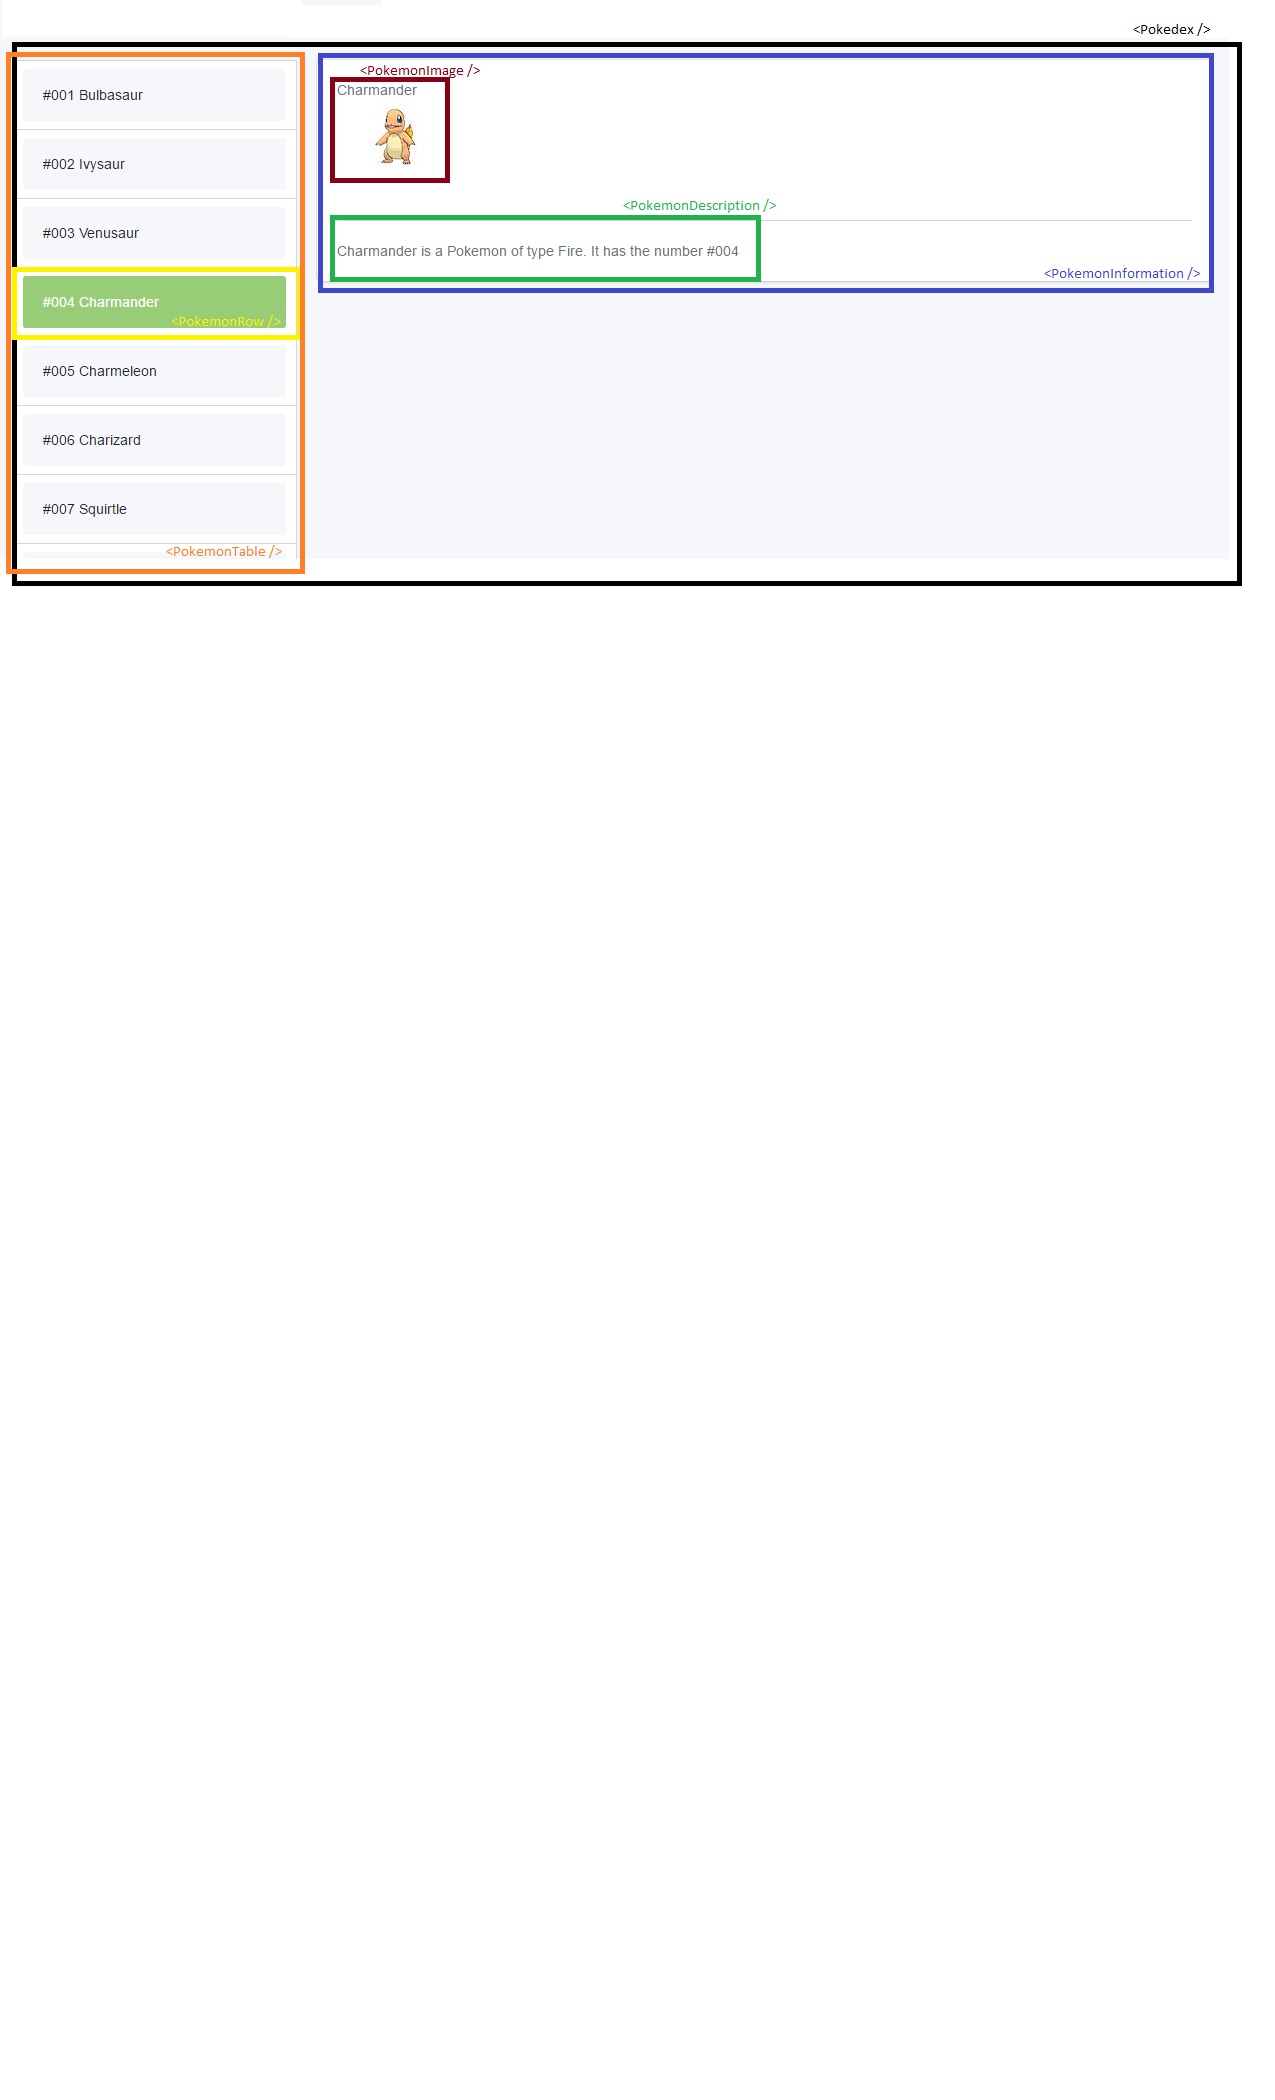 <Pokedex />
#001 Bulbasaur
#002 Ivysaur
#003 Venusaur
#004 Charmander
<PokemonRow />
#005 Charmeleon
#006 Charizard
#007 Squirtle
<PokemonTable />
<PokemonImage />
Charmander
<PokemonDescription />
Charmander is a Pokemon of type Fire. It has the number #004
<PokemonInformation />